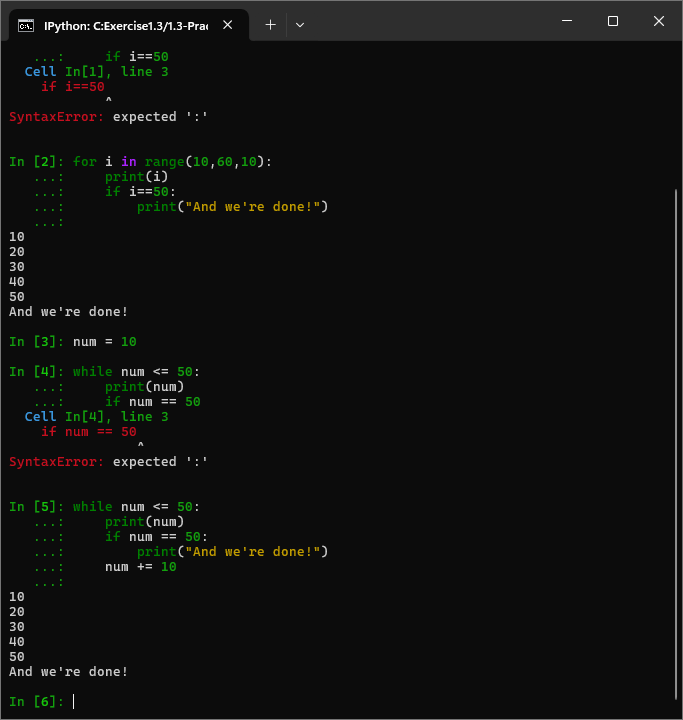 IPython: C:Exercise1.3/1.3-Prac
   ...:     if i==50
  Cell In[1], line 3
    if i==50
            ^
SyntaxError: expected ':'
In [2]: for i in range(10,60,10):
   ...:     print(i)
   ...:     if i==50:
   ...:         print("And we're done!")
   ...:
10
20
30
40
50
And we're done!
In [3]: num = 10
In [4]: while num <= 50:
   ...:     print(num)
   ...:     if num == 50
  Cell In[4], line 3
    if num == 50
                ^
SyntaxError: expected ':'
In [5]: while num <= 50:
   ...:     print(num)
   ...:     if num == 50:
   ...:         print("And we're done!")
   ...:     num += 10
   ...:
10
20
30
40
50
And we're done!
In [6]: